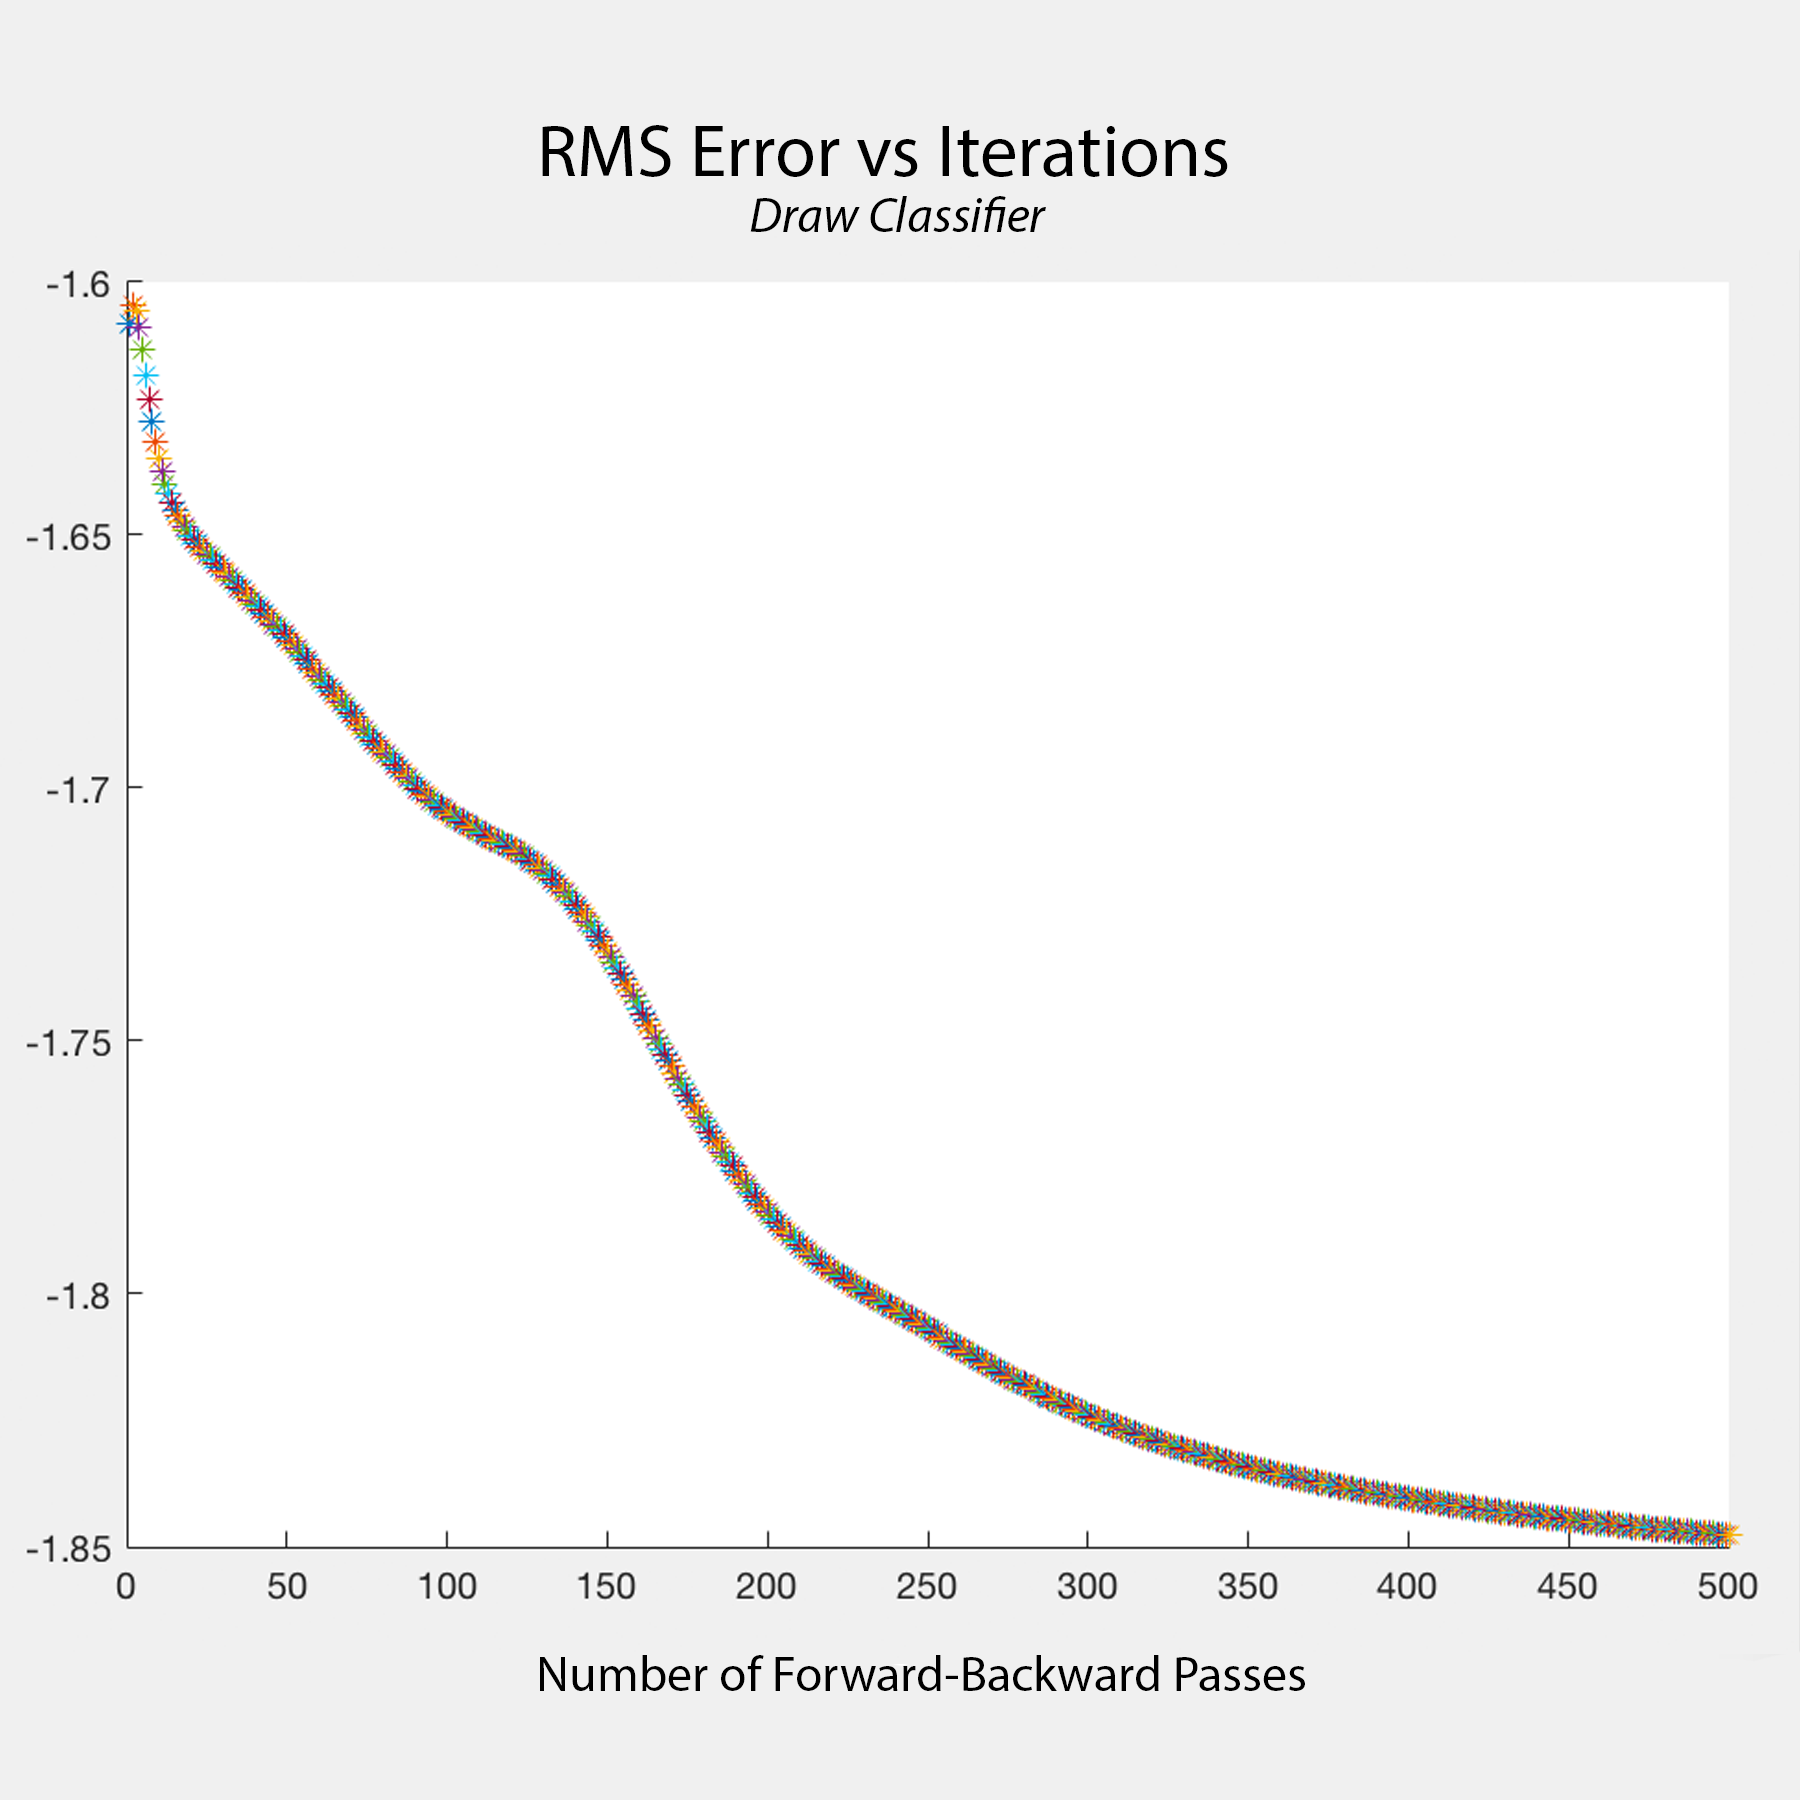 RMS Error vs Iterations
Draw Classifier
-1.6
-1.65
-1.7
-1.75
-1.8
-1.85
0 50 100 150 200 250 300 350 400 450 500
Number of Forward-Backward Passes